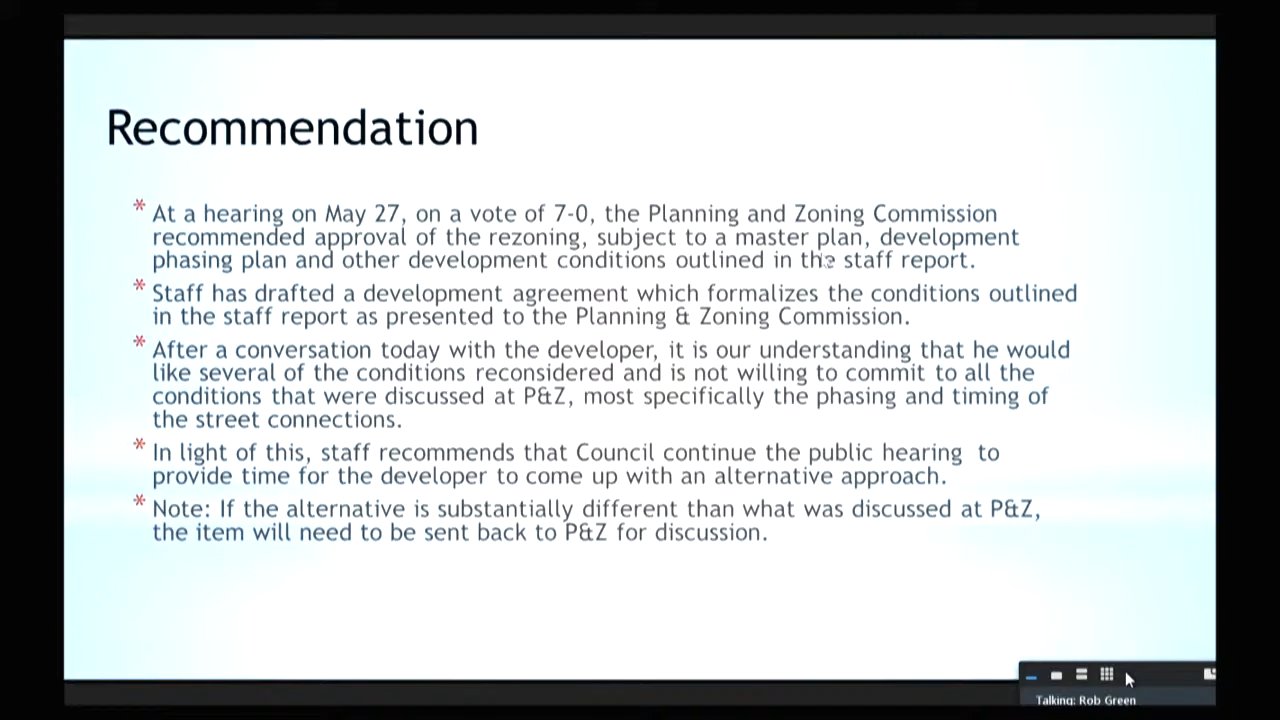 Recommendation
* At a hearing on May 27, on a vote of 7-0, the Planning and Zoning Commission
recommended approval of the rezoning, subject to a master plan, development
phasing plan and other development conditions outlined in the staff report.
* Staff has drafted a development agreement which formalizes the conditions outlined
in the staff report as presented to the Planning & Zoning Commission.
* After a conversation today with the developer, it is our understanding that he would
like several of the conditions reconsidered and is not willing to commit to all the
conditions that were discussed at P&Z, most specifically the phasing and timing of
the street connections.
* In light of this, staff recommends that Council continue the public hearing to
provide time for the developer to come up with an alternative approach.
* Note: If the alternative is substantially different than what was discussed at P&Z,
the item will need to be sent back to P&Z for discussion.
Talking: Rob Green